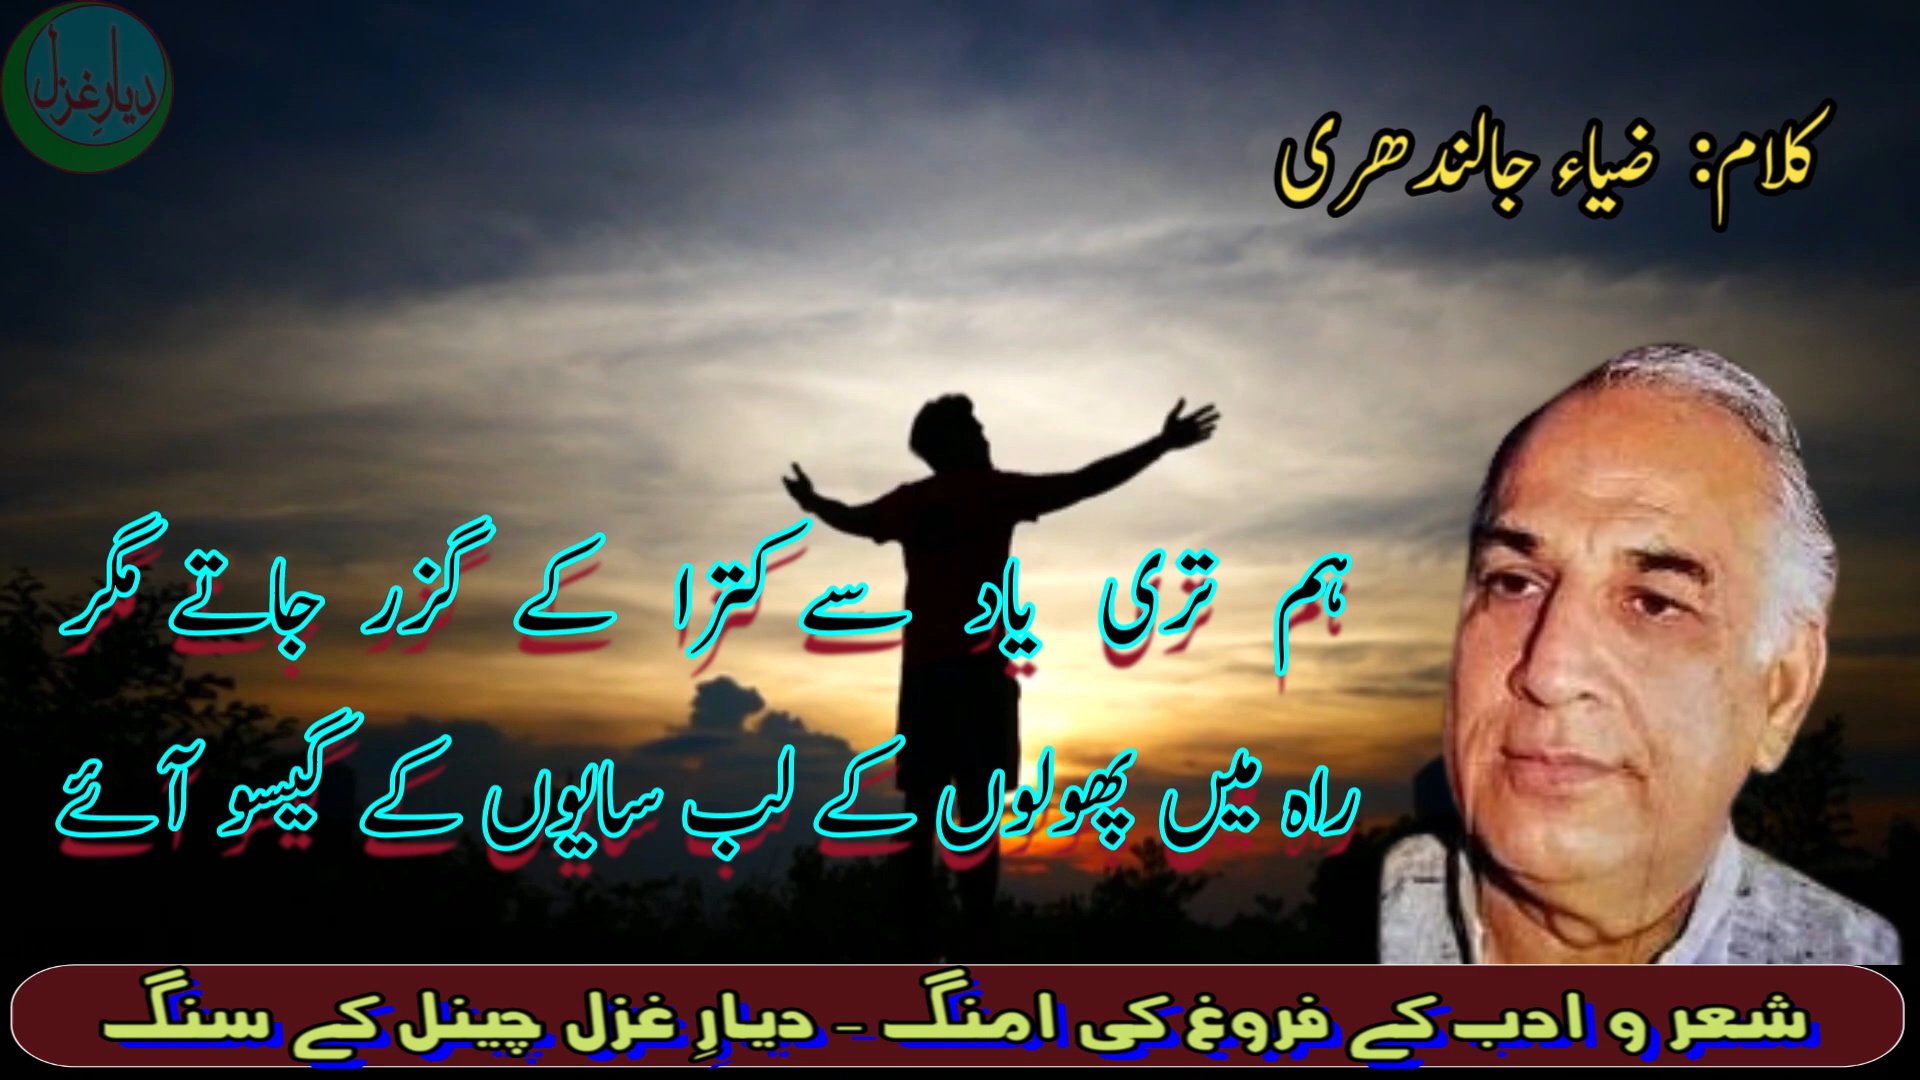 دیارِ غزل
کلام: ضیاء جالندھری
ہم تری یاد سے کترا کے گزر جاتے مگر
راہ میں پھولوں کے لب سایوں کے گیسو آئے
شعر و ادب کے فروغ کی امنگ - دیارِ غزل چینل کے سنگ